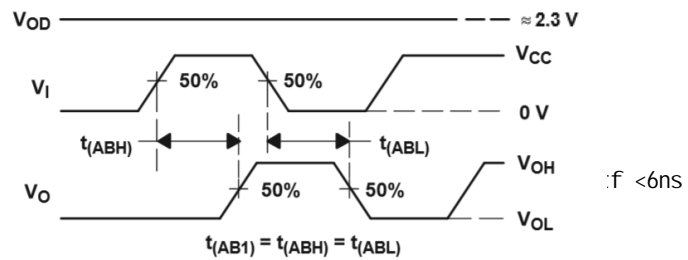 VOD ≈ 2.3 V
VCC
VI 50% 50%
0 V
t(ABH) t(ABL)
VOH
VO 50% 50% :f <6ns
VOL
t(AB1) = t(ABH) = t(ABL)